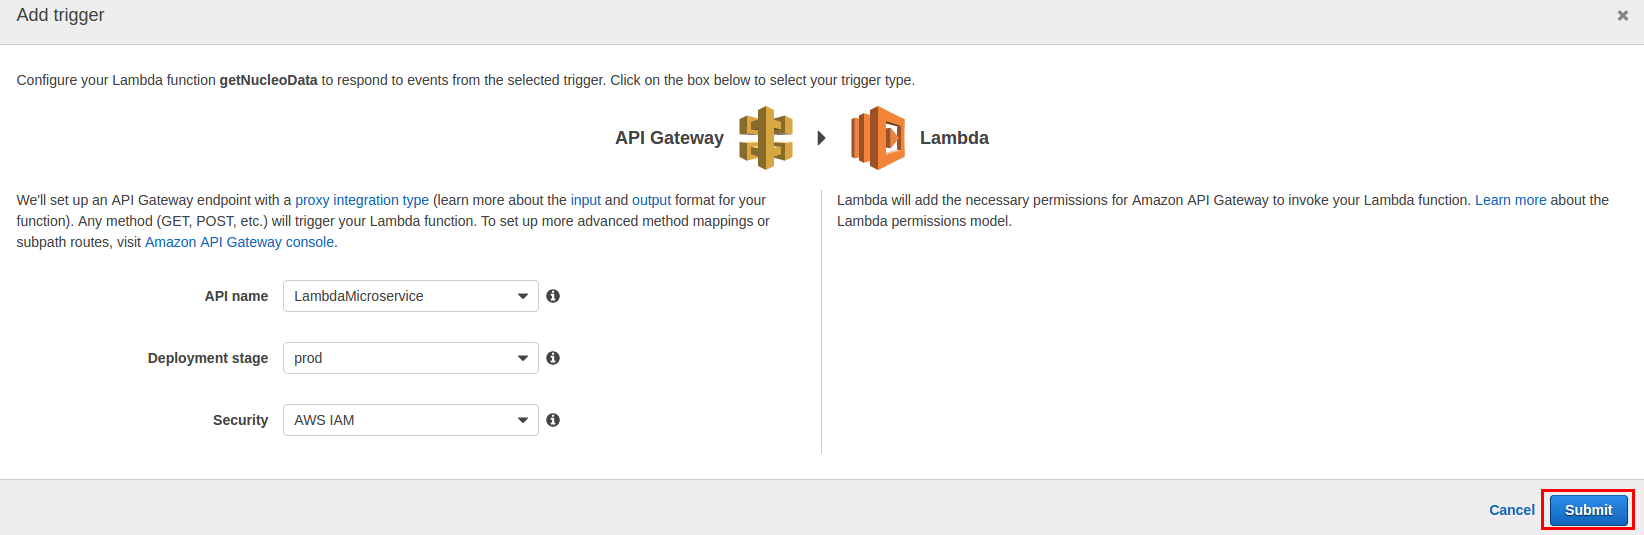 Add trigger
Configure your Lambda function getNucleoData to respond to events from the selected trigger. Click on the box below to select your trigger type.
API Gateway
Lambda
We'll set up an API Gateway endpoint with a proxy integration type (learn more about the input and output format for your
function). Any method (GET, POST, etc.) will trigger your Lambda function. To set up more advanced method mappings or
subpath routes, visit Amazon API Gateway console.
Lambda will add the necessary permissions for Amazon API Gateway to invoke your Lambda function. Learn more about the
Lambda permissions model.
API name LambdaMicroservice
Deployment stage prod
Security AWS IAM
Cancel Submit